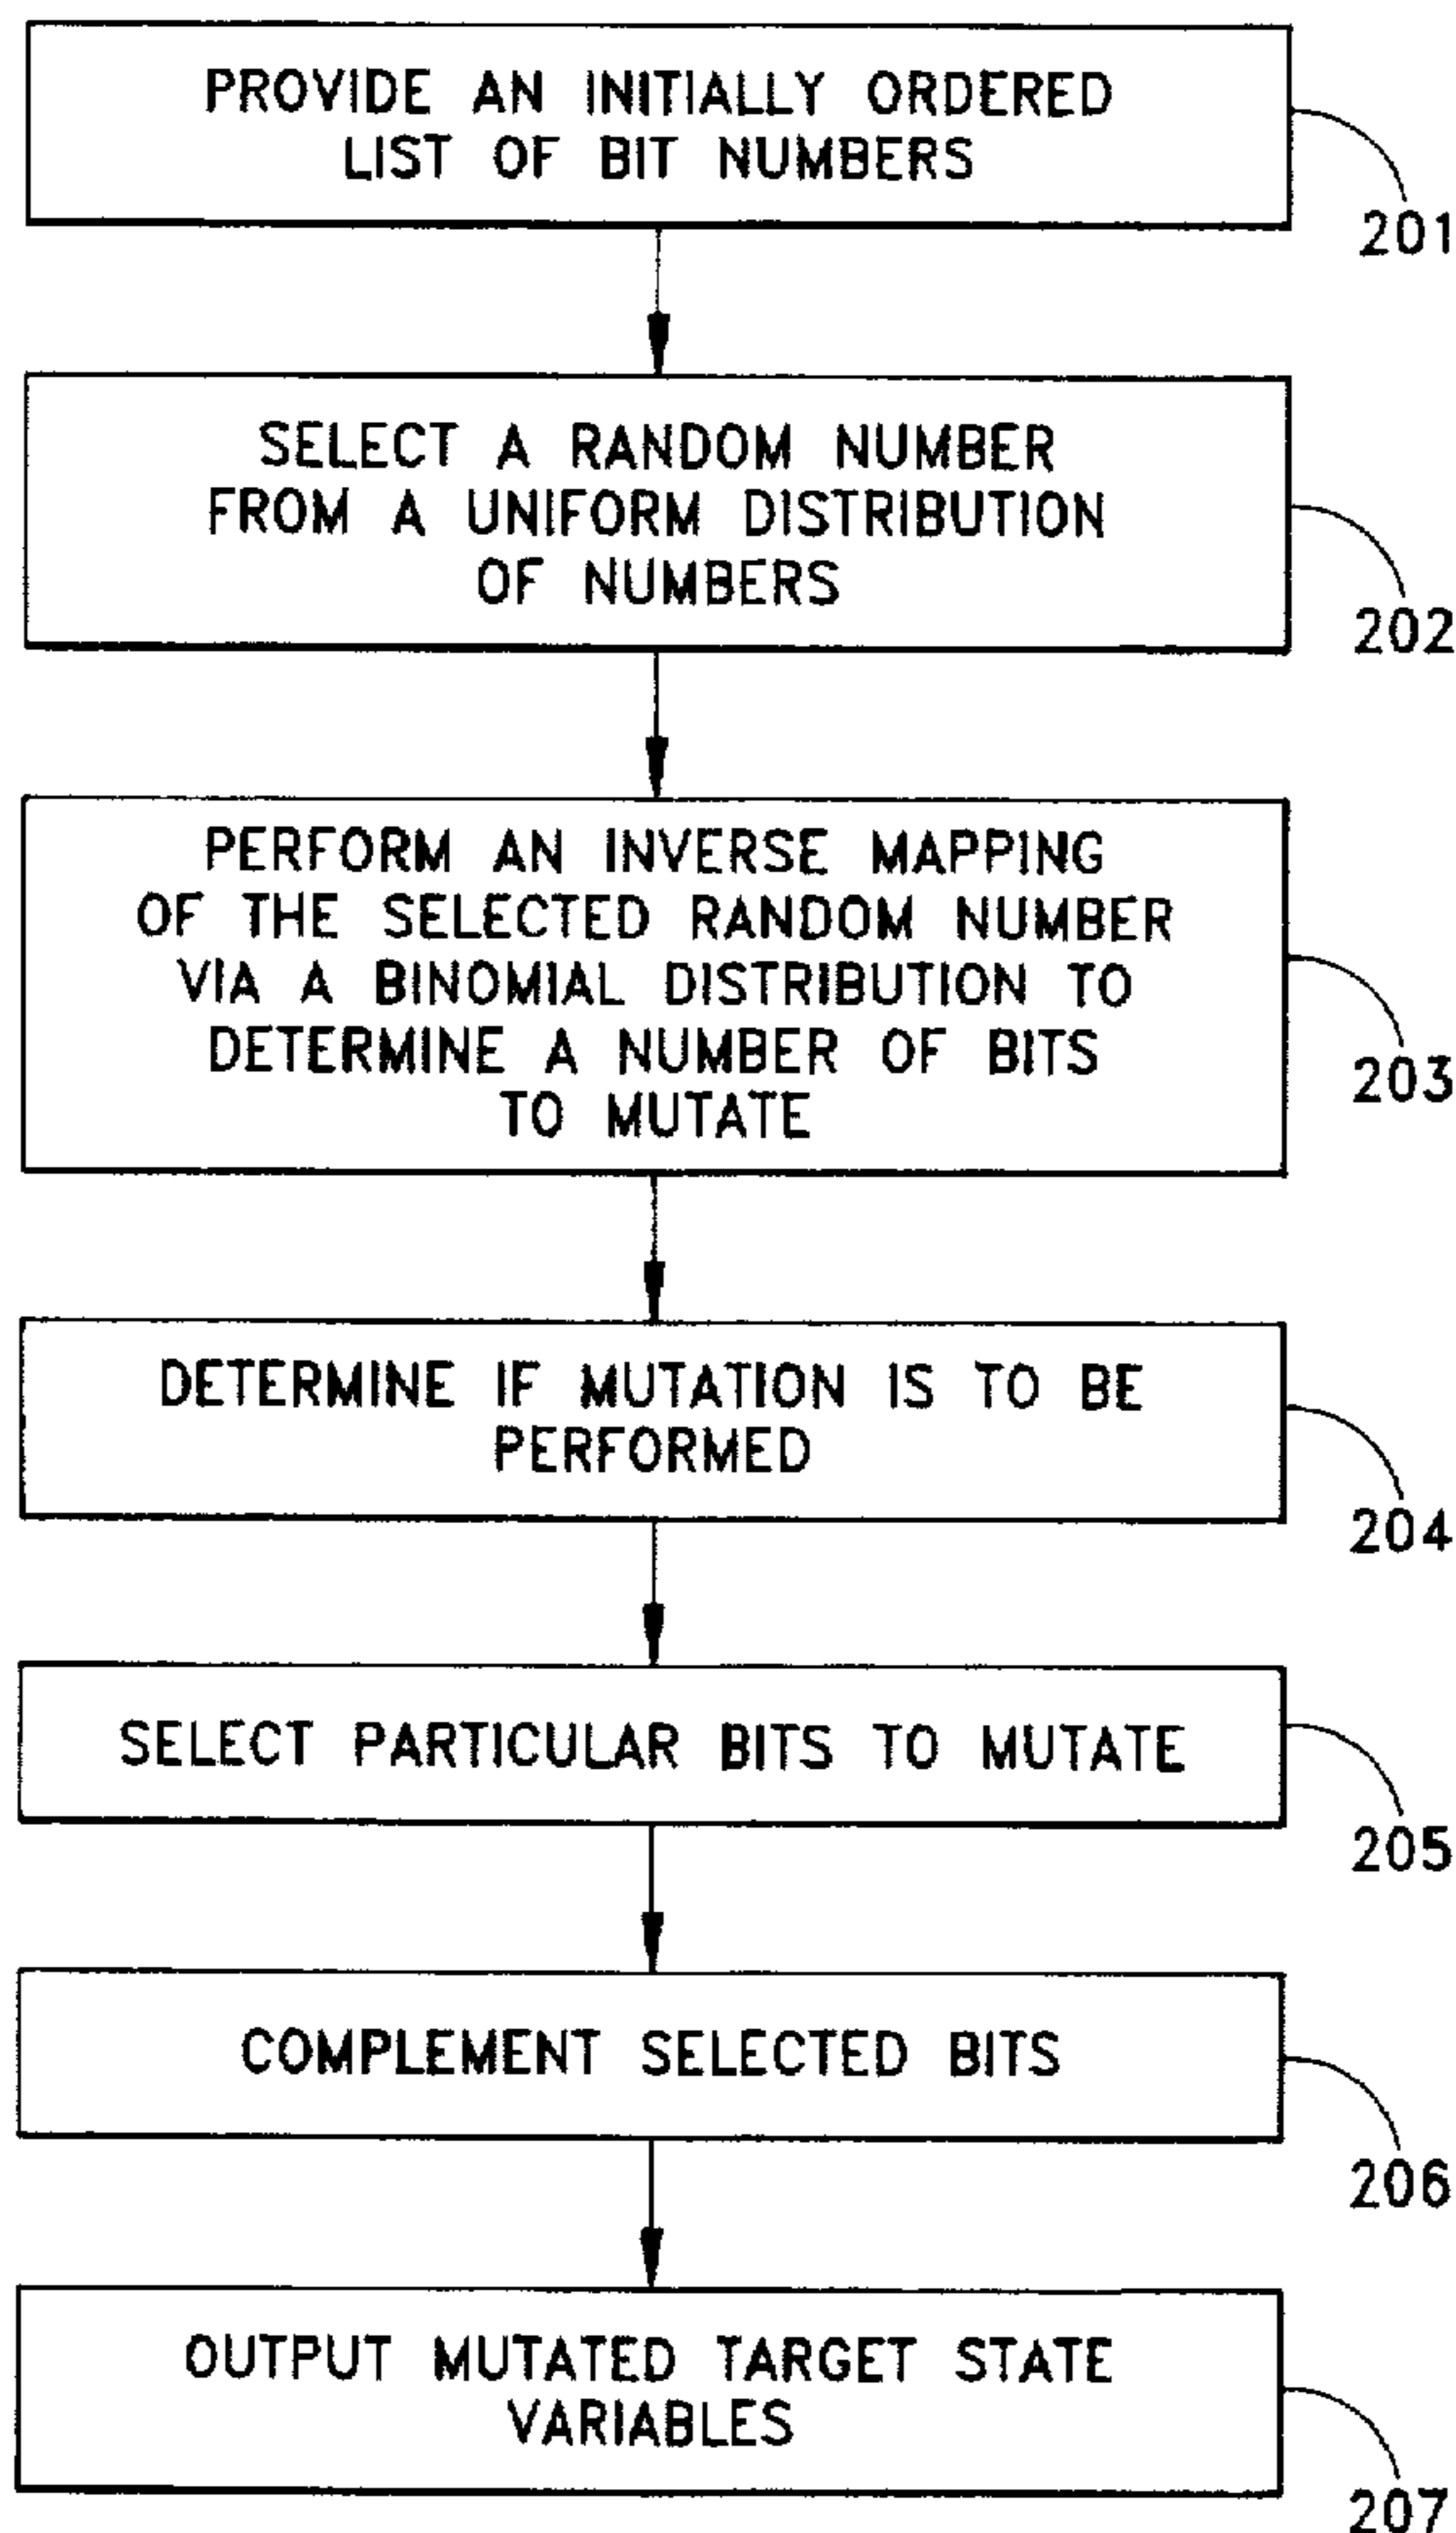 PROVIDE AN INITIALLY ORDERED
LIST OF BIT NUMBERS
201
SELECT A RANDOM NUMBER
FROM A UNIFORM DISTRIBUTION
OF NUMBERS
202
PERFORM AN INVERSE MAPPING
OF THE SELECTED RANDOM NUMBER
VIA A BINOMIAL DISTRIBUTION TO
DETERMINE A NUMBER OF BITS
TO MUTATE
203
DETERMINE IF MUTATION IS TO BE
PERFORMED
204
SELECT PARTICULAR BITS TO MUTATE
205
COMPLEMENT SELECTED BITS
206
OUTPUT MUTATED TARGET STATE
VARIABLES
207